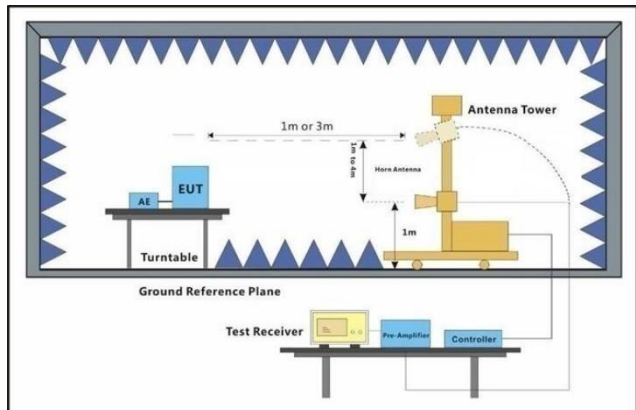 1m or 3m
Antenna Tower
1m to 4m
Horn Antenna
EUT
AE
1m
Turntable
Ground Reference Plane
Test Receiver
Pre-Amplifier
Controller